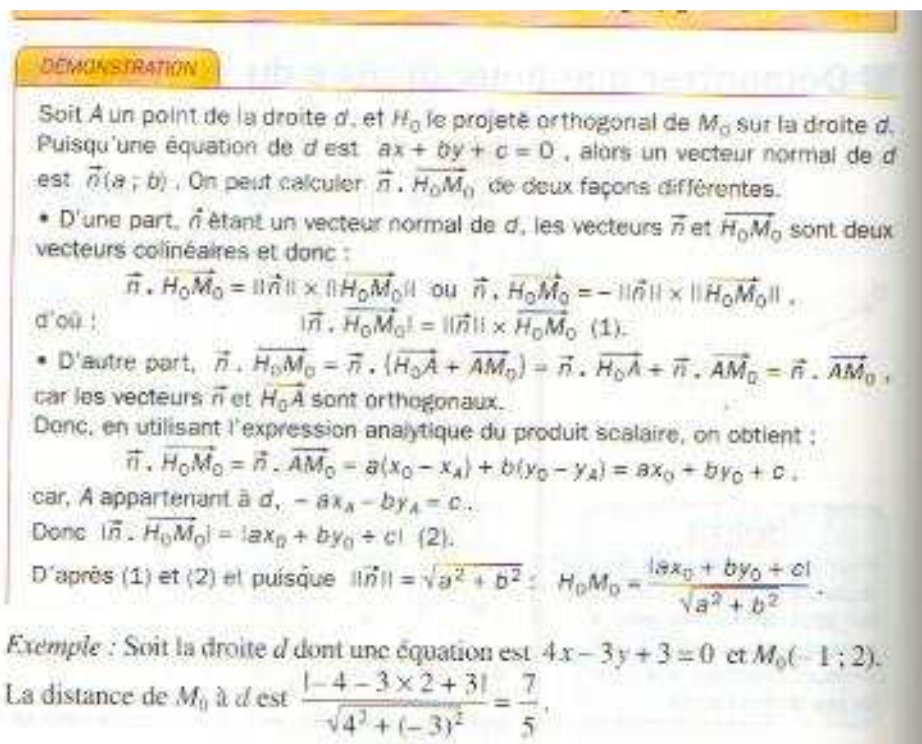 DÉMONSTRATION
Soit A un point de la droite d, et H₀ le projeté orthogonal de M₀ sur la droite d.
Puisqu'une équation de d est ax + by + c = 0 , alors un vecteur normal de d
est n⃗(a ; b) . On peut calculer n⃗ . H₀M₀⃗ de deux façons différentes.
• D'une part, n⃗ étant un vecteur normal de d, les vecteurs n⃗ et H₀M₀⃗ sont deux
vecteurs colinéaires et donc :
n⃗ . H₀M₀⃗ = ||n⃗|| × ||H₀M₀⃗|| ou n⃗ . H₀M₀⃗ = – ||n⃗|| × ||H₀M₀⃗|| ,
d'où : |n⃗ . H₀M₀⃗| = ||n⃗|| × H₀M₀⃗ (1).
• D'autre part, n⃗ . H₀M₀⃗ = n⃗ . (H₀A⃗ + AM₀⃗) = n⃗ . H₀A⃗ + n⃗ . AM₀⃗ = n⃗ . AM₀⃗ ,
car les vecteurs n⃗ et H₀A⃗ sont orthogonaux.
Donc, en utilisant l'expression analytique du produit scalaire, on obtient :
n⃗ . H₀M₀⃗ = n⃗ . AM₀⃗ = a(x₀ – x_A) + b(y₀ – y_A) = ax₀ + by₀ + c ,
car, A appartenant à d, – ax_A – by_A = c .
Donc |n⃗ . H₀M₀⃗| = |ax₀ + by₀ + c| (2).
D'après (1) et (2) et puisque ||n⃗|| = √(a² + b²) : H₀M₀ = |ax₀ + by₀ + c| / √(a² + b²) .
Exemple : Soit la droite d dont une équation est 4x – 3y + 3 = 0 et M₀(– 1 ; 2).
La distance de M₀ à d est |– 4 – 3 × 2 + 3| / √(4² + (– 3)²) = 7/5 .